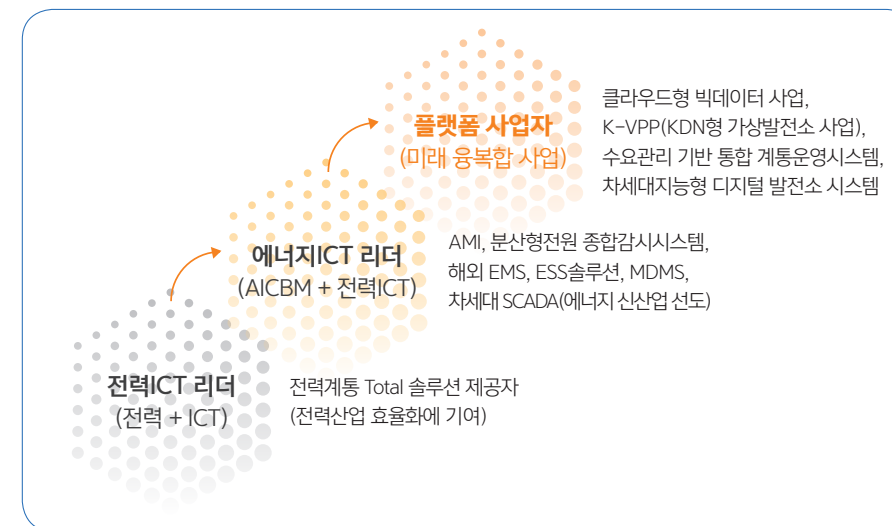 플랫폼 사업자
(미래 융복합 사업)
클라우드형 빅데이터 사업,
K-VPP(KDN형 가상발전소 사업),
수요관리 기반 통합 계통운영시스템,
차세대지능형 디지털 발전소 시스템
에너지ICT 리더
(AICBM + 전력ICT)
AMI, 분산형전원 종합감시시스템,
해외 EMS, ESS솔루션, MDMS,
차세대 SCADA(에너지 신산업 선도)
전력ICT 리더
(전력 + ICT)
전력계통 Total 솔루션 제공자
(전력산업 효율화에 기여)